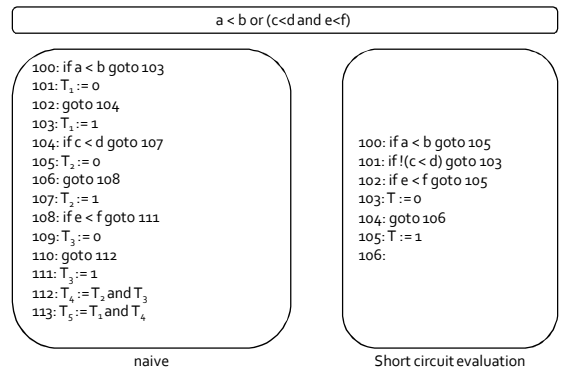 a < b or (c<d and e<f)
100: if a < b goto 103
101: T₁ := 0
102: goto 104
103: T₁ := 1
104: if c < d goto 107
105: T₂ := 0
106: goto 108
107: T₂ := 1
108: if e < f goto 111
109: T₃ := 0
110: goto 112
111: T₃ := 1
112: T₄ := T₂ and T₃
113: T₅ := T₁ and T₄
naive
100: if a < b goto 105
101: if !(c < d) goto 103
102: if e < f goto 105
103: T := 0
104: goto 106
105: T := 1
106:
Short circuit evaluation